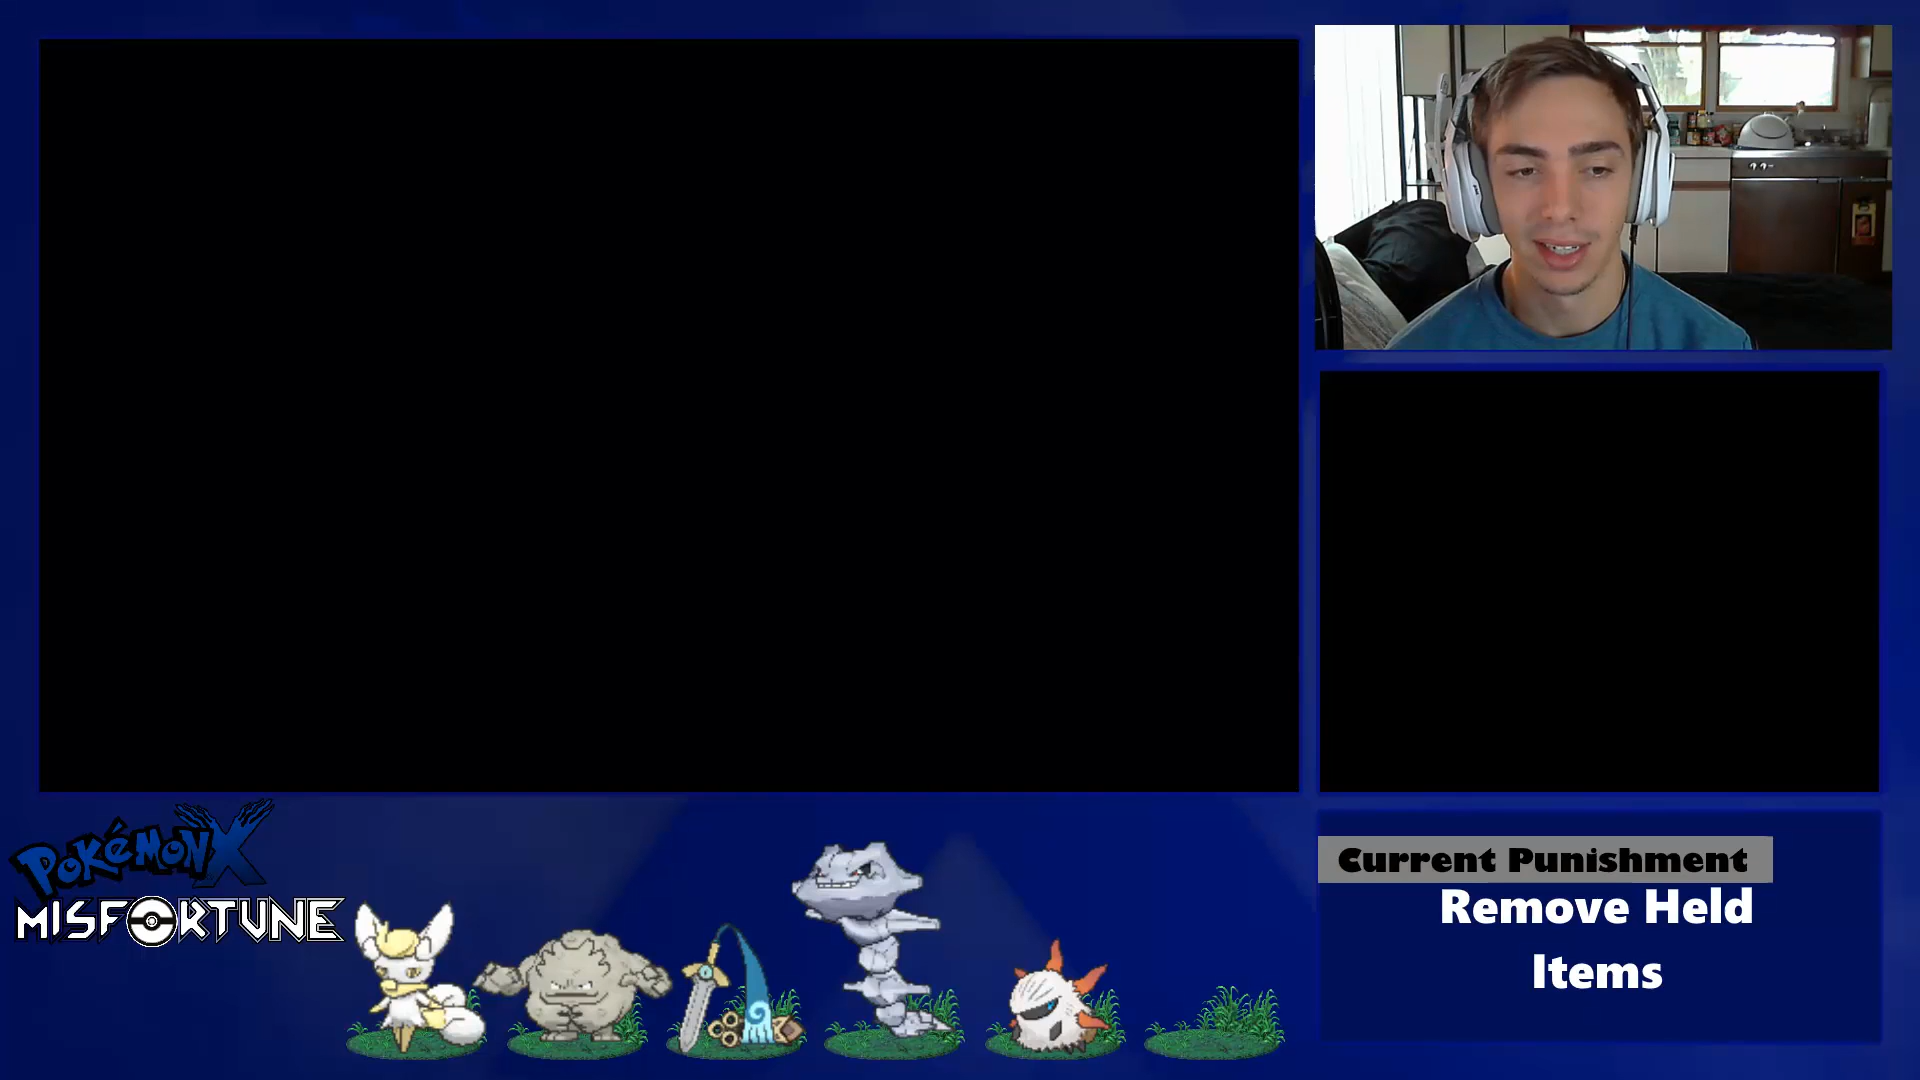 Pokémon X
MISFORTUNE
Current Punishment
Remove Held
Items